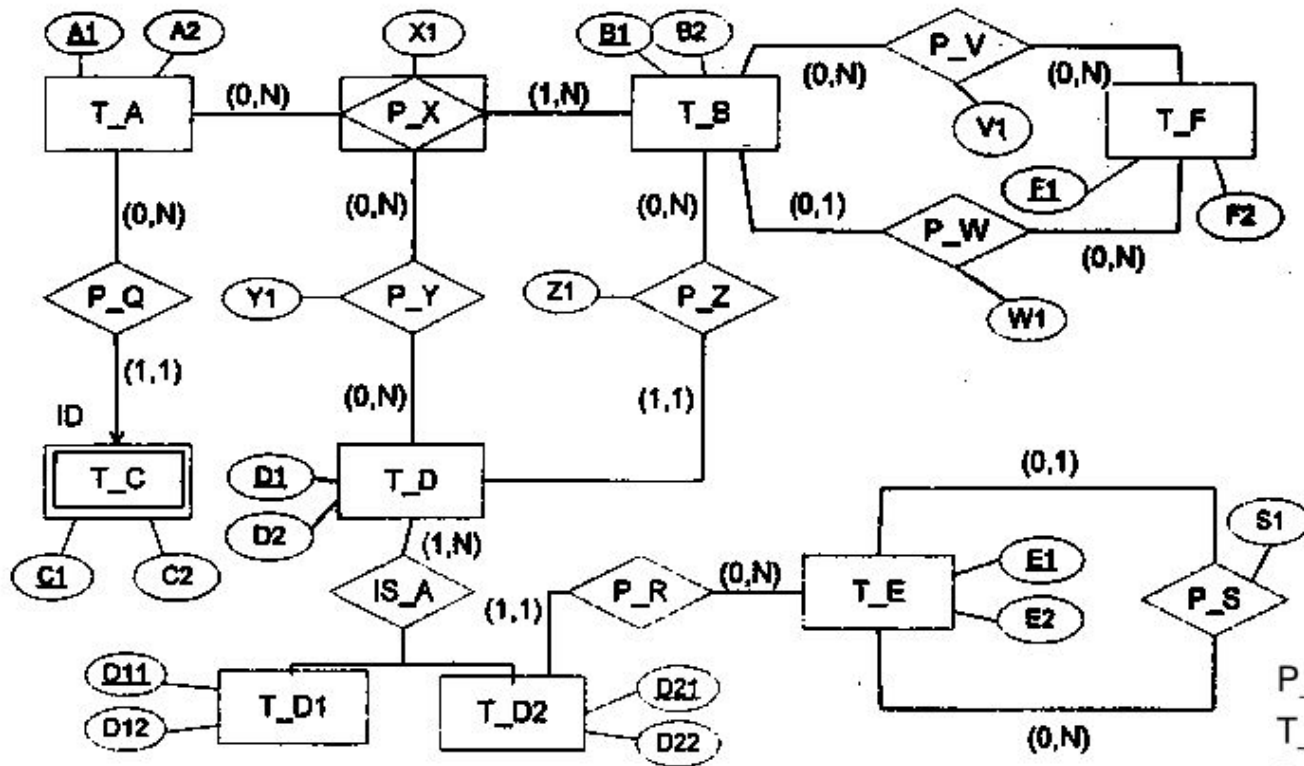 A1
A2
X1
B1
B2
P_V
(0,N)
(0,N)
T_A
(0,N)
P_X
(1,N)
T_B
V1
T_F
F1
F2
(0,N)
(0,N)
(0,N)
(0,1)
P_W
(0,N)
P_Q
Y1
P_Y
Z1
P_Z
W1
(1,1)
(0,N)
(1,1)
ID
T_C
D1
T_D
D2
(0,1)
C1
C2
(1,N)
S1
IS_A
(1,1)
P_R
(0,N)
T_E
E1
E2
P_S
D11
D12
T_D1
T_D2
D21
D22
(0,N)
P_
T_